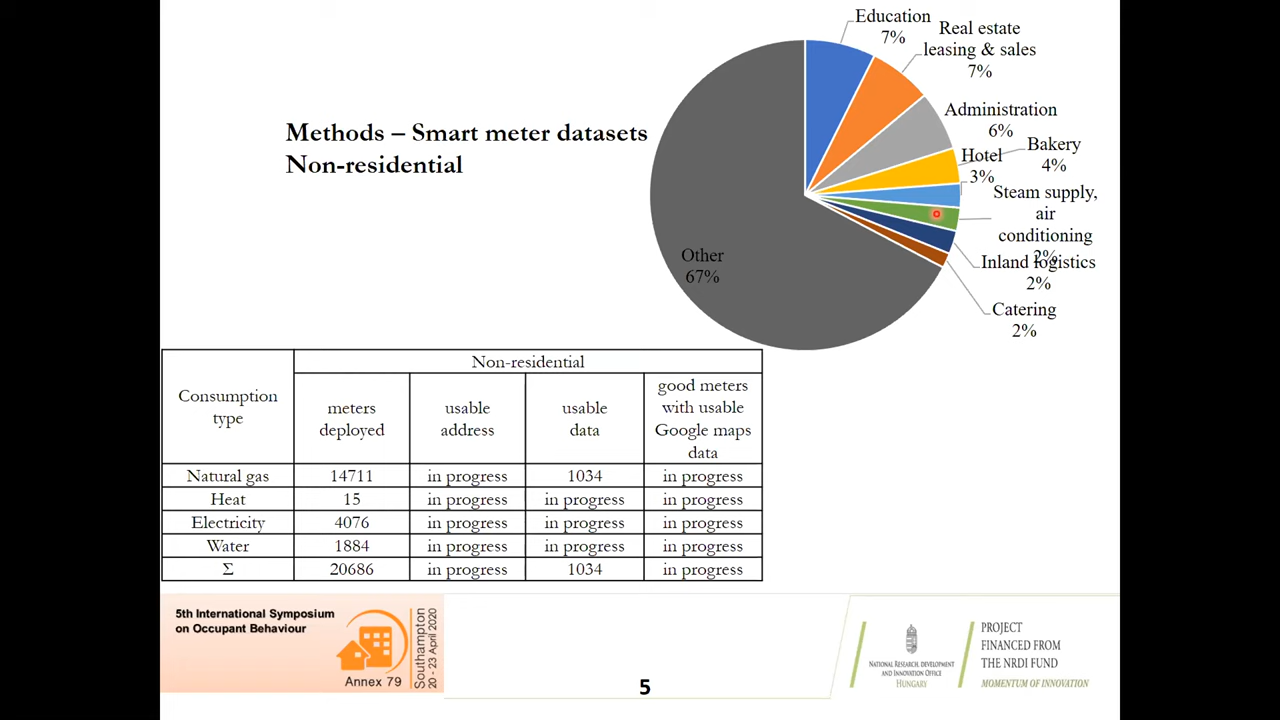 Methods – Smart meter datasets
Non-residential
Education
7%
Real estate
leasing & sales
7%
Administration
6%
Bakery
4%
Hotel
3%
Steam supply,
air
conditioning
2%
Inland logistics
2%
Catering
2%
Other
67%
Consumption
type
Non-residential
meters
deployed
usable
address
usable
data
good meters
with usable
Google maps
data
Natural gas 14711 in progress 1034 in progress
Heat 15 in progress in progress in progress
Electricity 4076 in progress in progress in progress
Water 1884 in progress in progress in progress
Σ 20686 in progress 1034 in progress
5th International Symposium
on Occupant Behaviour
Annex 79
Southampton
20 - 23 April 2020
5
NATIONAL RESEARCH, DEVELOPMENT
AND INNOVATION OFFICE
HUNGARY
PROJECT
FINANCED FROM
THE NRDI FUND
MOMENTUM OF INNOVATION